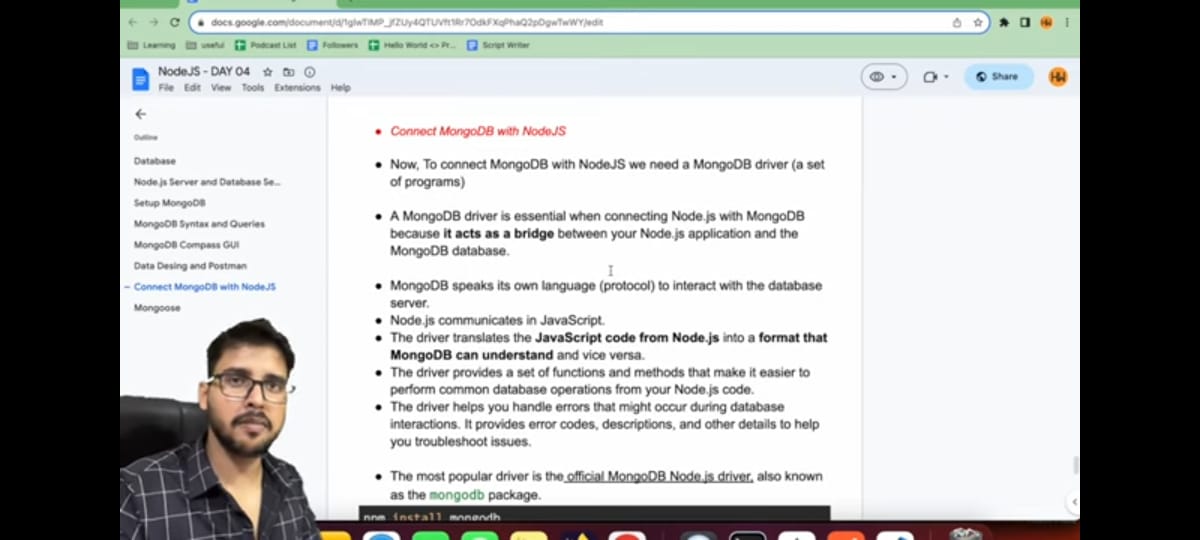 docs.google.com/document/d/1glwTIMP_jfZUy4QTUVft1Rr7OdkFXqPhaQ2pDgwTwWY/edit
Learning useful Podcast List Followers Hello World <> Pr... Script Writer
NodeJS - DAY 04
File Edit View Tools Extensions Help
Share
HW
Outline
Database
Node.js Server and Database Se...
Setup MongoDB
MongoDB Syntax and Queries
MongoDB Compass GUI
Data Desing and Postman
Connect MongoDB with NodeJS
Mongoose
• Connect MongoDB with NodeJS
• Now, To connect MongoDB with NodeJS we need a MongoDB driver (a set
of programs)
• A MongoDB driver is essential when connecting Node.js with MongoDB
because it acts as a bridge between your Node.js application and the
MongoDB database.
• MongoDB speaks its own language (protocol) to interact with the database
server.
• Node.js communicates in JavaScript.
• The driver translates the JavaScript code from Node.js into a format that
MongoDB can understand and vice versa.
• The driver provides a set of functions and methods that make it easier to
perform common database operations from your Node.js code.
• The driver helps you handle errors that might occur during database
interactions. It provides error codes, descriptions, and other details to help
you troubleshoot issues.
• The most popular driver is the official MongoDB Node.js driver, also known
as the mongodb package.
npm install mongodb